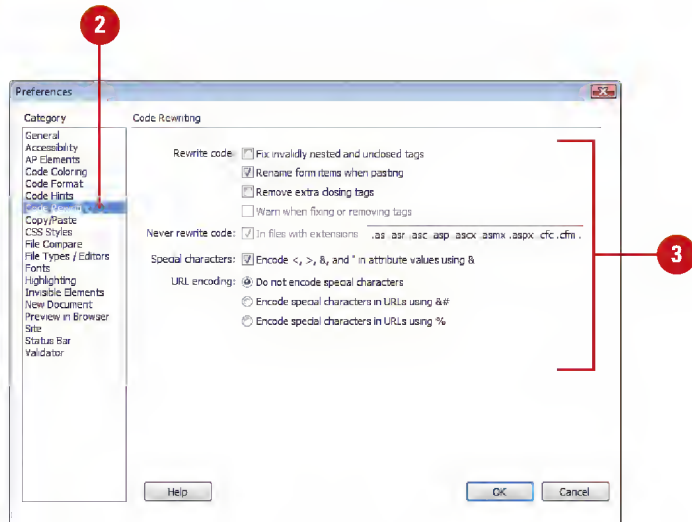 2
Preferences
Category
Code Rewriting
General
Accessibility
AP Elements
Code Coloring
Code Format
Code Hints
Code Rewriting
Copy/Paste
CSS Styles
File Compare
File Types / Editors
Fonts
Highlighting
Invisible Elements
New Document
Preview in Browser
Site
Status Bar
Validator
Rewrite code: Fix invalidly nested and unclosed tags
Rename form items when pasting
Remove extra closing tags
Warn when fixing or removing tags
Never rewrite code: In files with extensions .as .asr .asc .asp .ascx .asmx .aspx .cfc .cfm .
Special characters: Encode <, >, &, and " in attribute values using &
URL encoding: Do not encode special characters
Encode special characters in URLs using &#
Encode special characters in URLs using %
3
Help
OK
Cancel